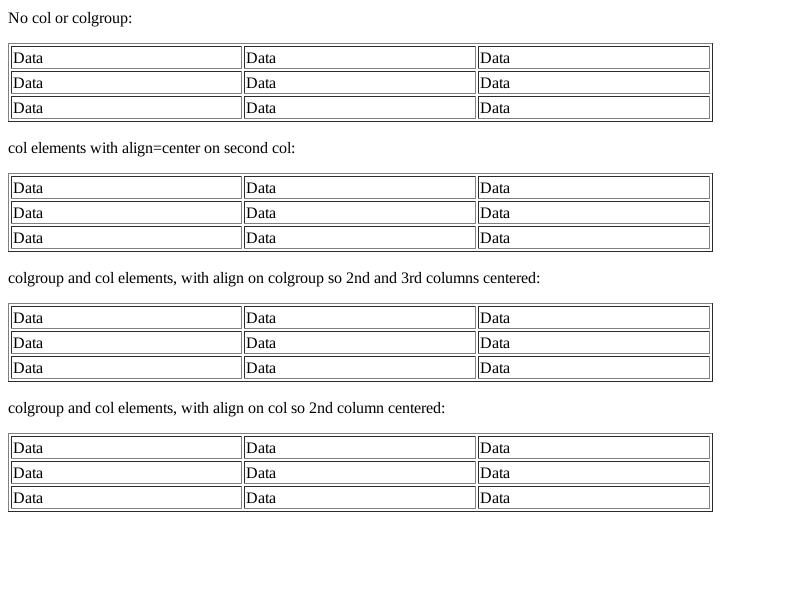 No col or colgroup:
Data Data Data
Data Data Data
Data Data Data
col elements with align=center on second col:
Data Data Data
Data Data Data
Data Data Data
colgroup and col elements, with align on colgroup so 2nd and 3rd columns centered:
Data Data Data
Data Data Data
Data Data Data
colgroup and col elements, with align on col so 2nd column centered:
Data Data Data
Data Data Data
Data Data Data